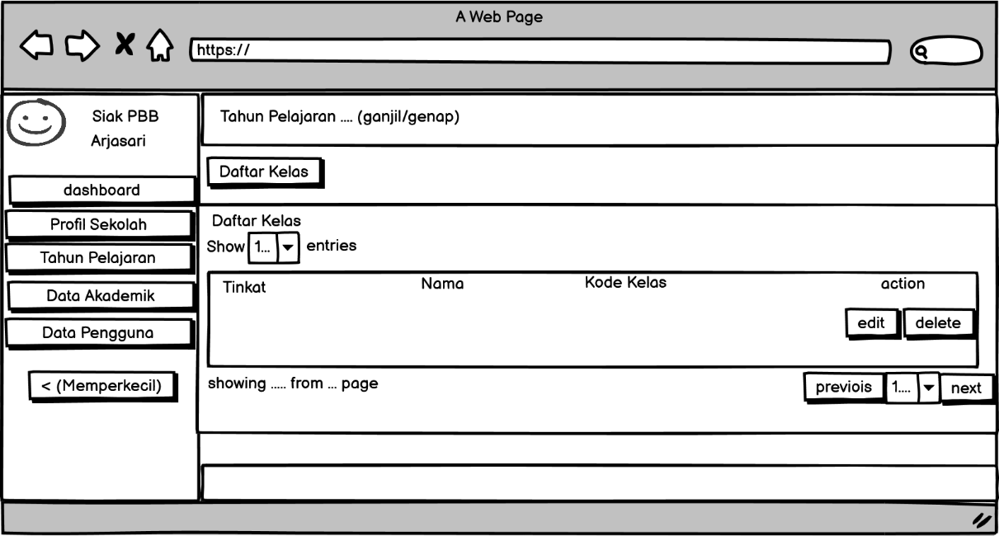 A Web Page
https://
Siak PBB
Arjasari
Tahun Pelajaran .... (ganjil/genap)
dashboard
Profil Sekolah
Tahun Pelajaran
Data Akademik
Data Pengguna
< (Memperkecil)
Daftar Kelas
Daftar Kelas
Show 1... entries
Tinkat Nama Kode Kelas action
edit delete
showing ..... from ... page
previois 1.... next